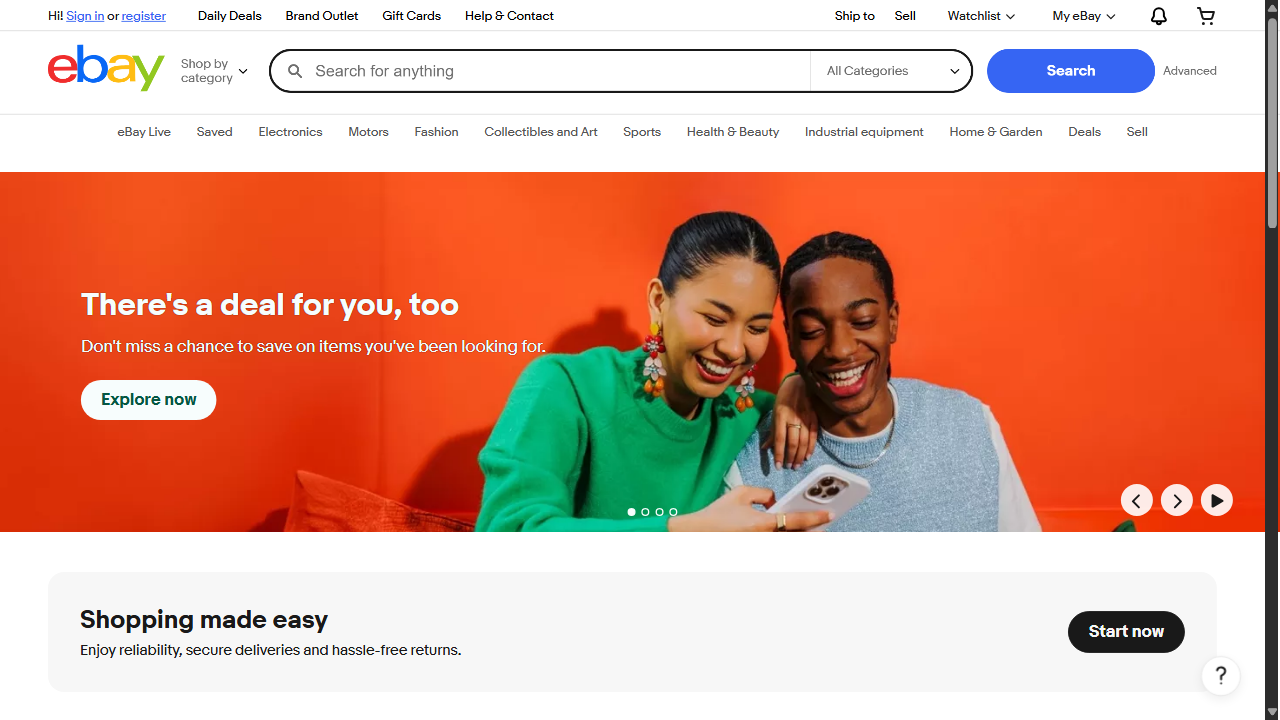 Hi! Sign in or register Daily Deals Brand Outlet Gift Cards Help & Contact Ship to Sell Watchlist My eBay
ebay Shop by category Search for anything All Categories Search Advanced
eBay Live Saved Electronics Motors Fashion Collectibles and Art Sports Health & Beauty Industrial equipment Home & Garden Deals Sell
There's a deal for you, too
Don't miss a chance to save on items you've been looking for.
Explore now
Shopping made easy
Enjoy reliability, secure deliveries and hassle-free returns.
Start now
?